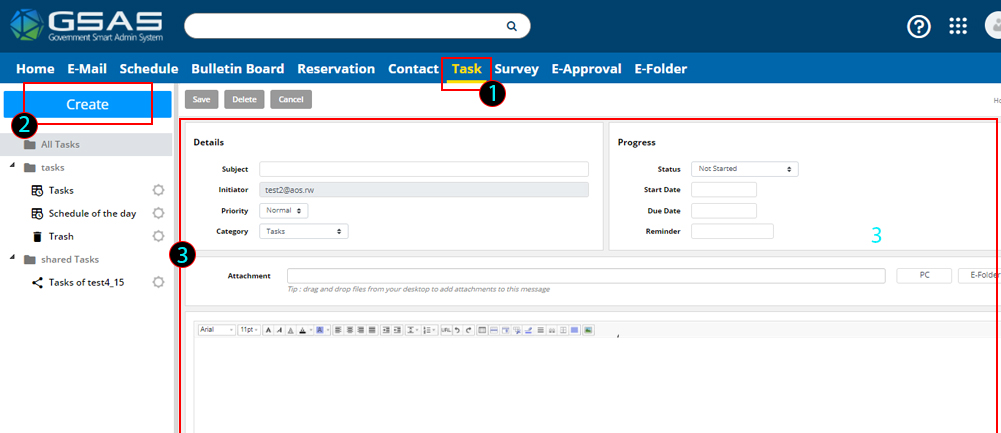 GSAS
Government Smart Admin System
Home E-Mail Schedule Bulletin Board Reservation Contact Task Survey E-Approval E-Folder
1
Create
2
Save Delete Cancel
Ho
All Tasks
tasks
Tasks
Schedule of the day
Trash
shared Tasks
Tasks of test4_15
3
Details
Subject
Initiator test2@aos.rw
Priority Normal
Category Tasks
Progress
Status Not Started
Start Date
Due Date
Reminder
3
Attachment PC E-Folder
Tip : drag and drop files from your desktop to add attachments to this message
Arial 11pt A A A A A URL